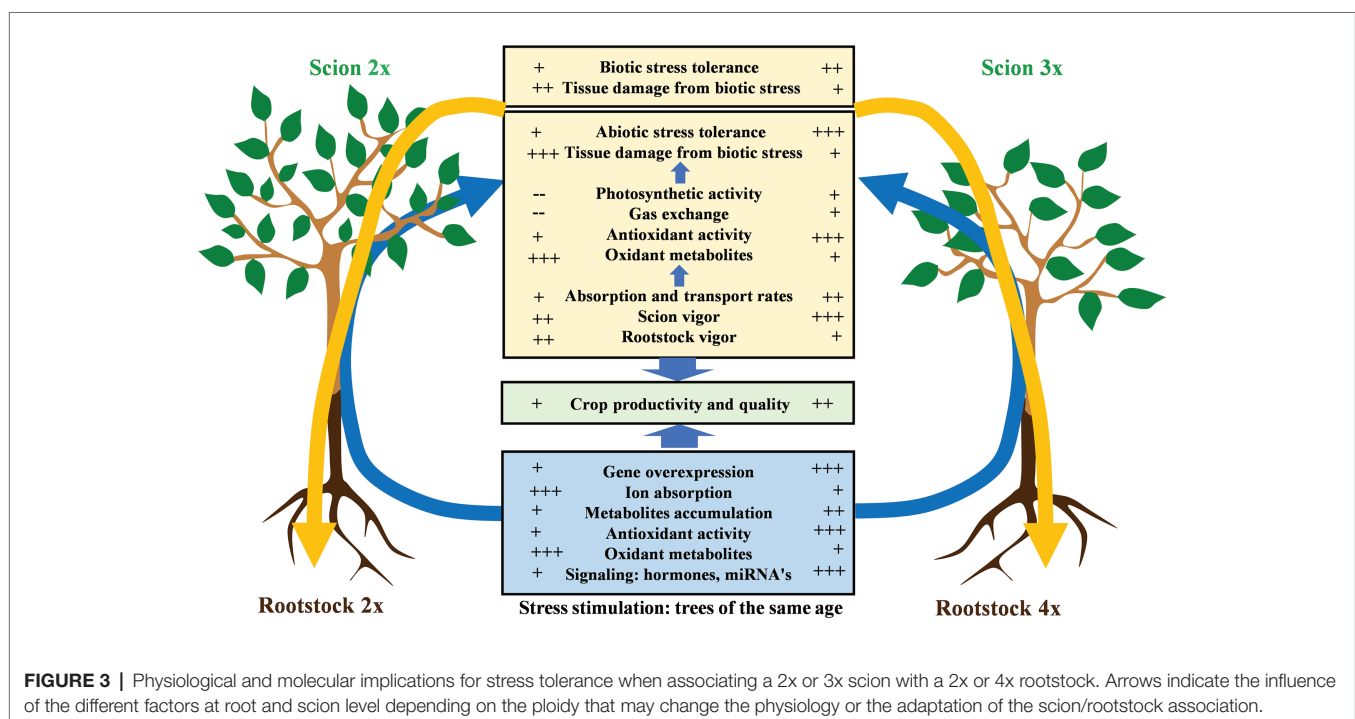 Scion 2x
Scion 3x
+ Biotic stress tolerance ++
++ Tissue damage from biotic stress +
+ Abiotic stress tolerance +++
+++ Tissue damage from biotic stress +
-- Photosynthetic activity +
-- Gas exchange +
+ Antioxidant activity +++
+++ Oxidant metabolites +
+ Absorption and transport rates ++
++ Scion vigor +++
++ Rootstock vigor +
+ Crop productivity and quality ++
+ Gene overexpression +++
+++ Ion absorption +
+ Metabolites accumulation ++
+ Antioxidant activity +++
+++ Oxidant metabolites +
+ Signaling: hormones, miRNA's +++
Rootstock 2x
Stress stimulation: trees of the same age
Rootstock 4x
FIGURE 3 | Physiological and molecular implications for stress tolerance when associating a 2x or 3x scion with a 2x or 4x rootstock. Arrows indicate the influence
of the different factors at root and scion level depending on the ploidy that may change the physiology or the adaptation of the scion/rootstock association.